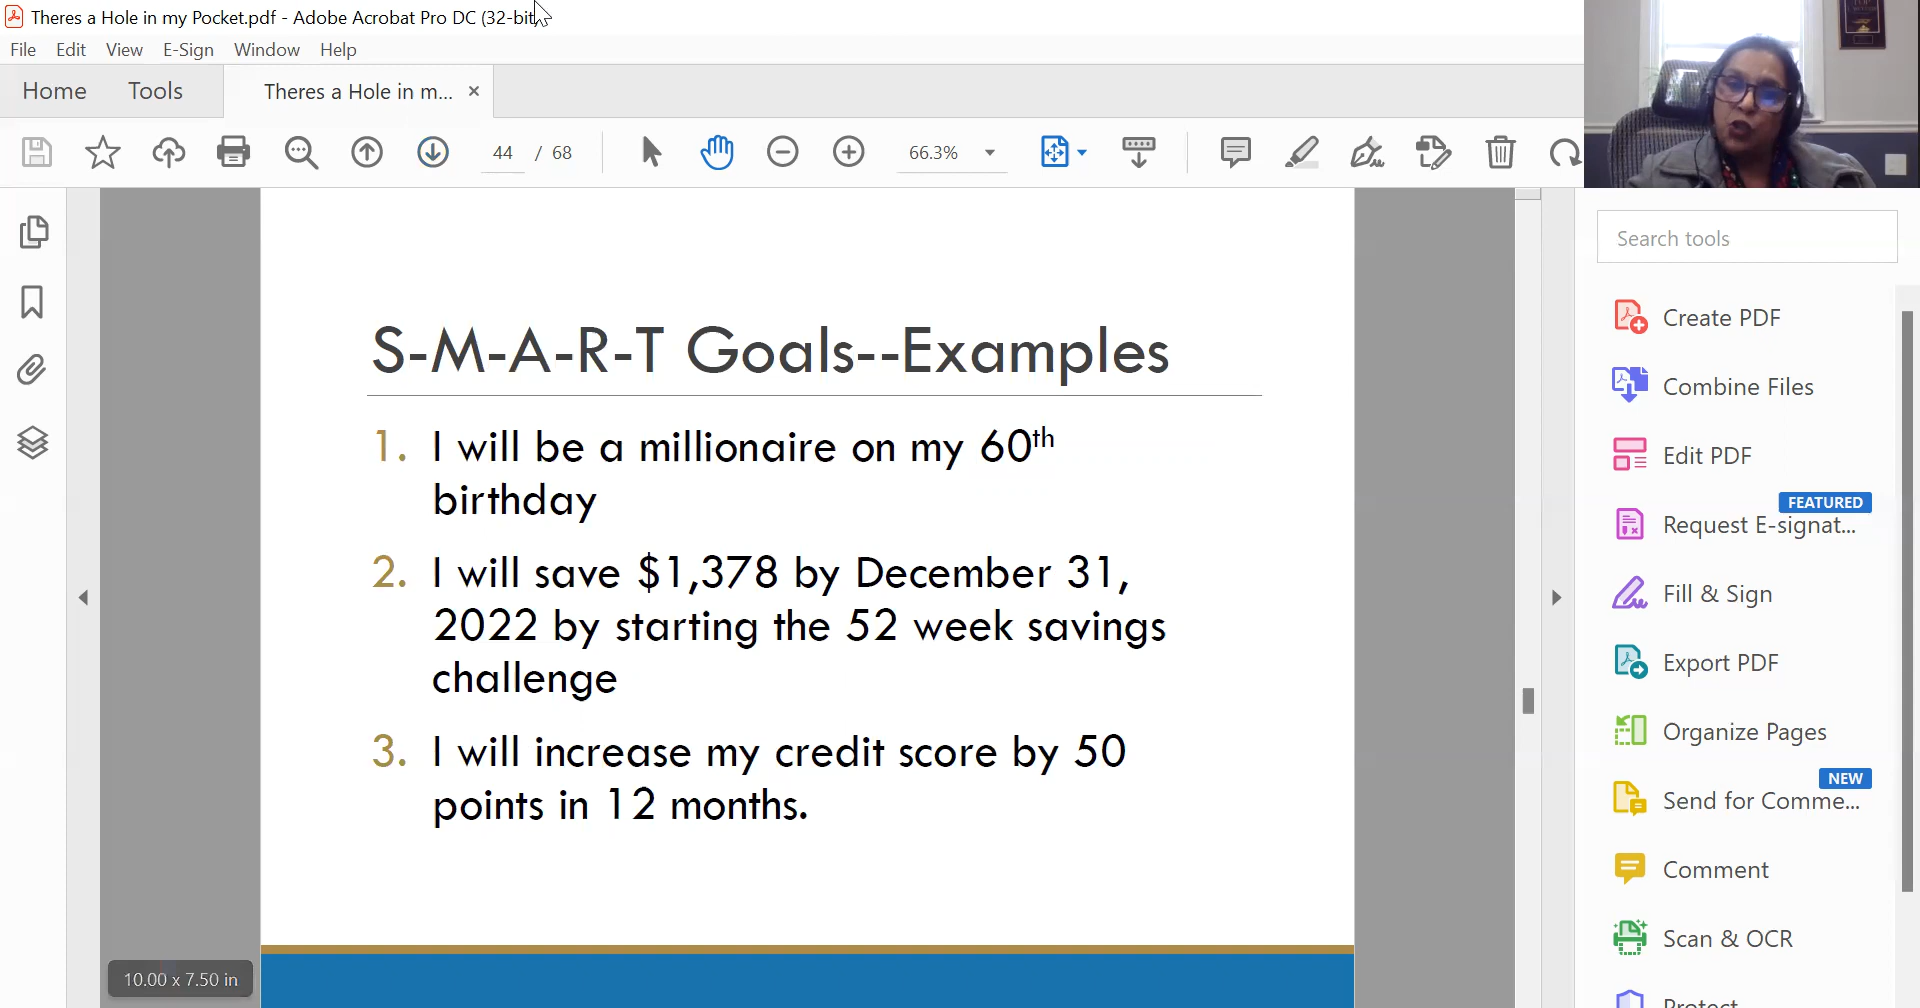 Theres a Hole in my Pocket.pdf - Adobe Acrobat Pro DC (32-bit)
File Edit View E-Sign Window Help
Home Tools Theres a Hole in m... ×
44 / 68 66.3%
Search tools
S-M-A-R-T Goals--Examples
1. I will be a millionaire on my 60th
birthday
2. I will save $1,378 by December 31,
2022 by starting the 52 week savings
challenge
3. I will increase my credit score by 50
points in 12 months.
10.00 x 7.50 in
Create PDF
Combine Files
Edit PDF
FEATURED
Request E-signat...
Fill & Sign
Export PDF
Organize Pages
NEW
Send for Comme...
Comment
Scan & OCR
Protect